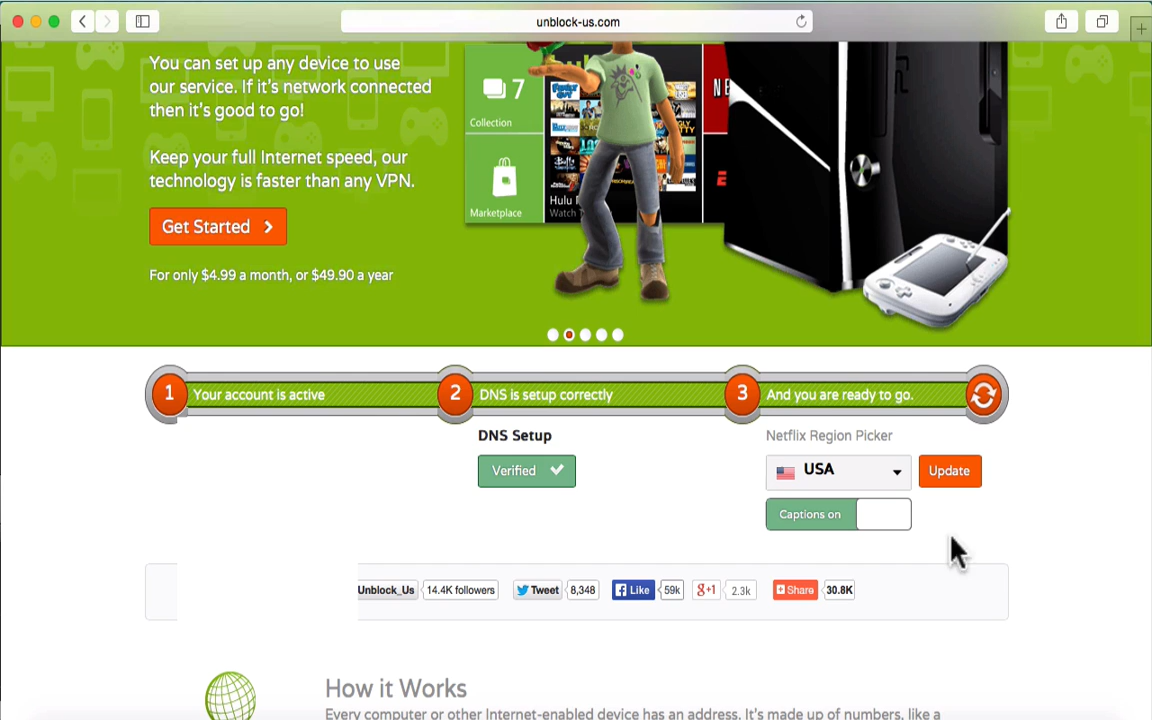 unblock-us.com
You can set up any device to use
our service. If it's network connected
then it's good to go!
Keep your full Internet speed, our
technology is faster than any VPN.
Get Started
For only $4.99 a month, or $49.90 a year
7
Collection
Marketplace
Hulu
Watch
NE
1 Your account is active
2 DNS is setup correctly
3 And you are ready to go.
DNS Setup
Verified
Netflix Region Picker
USA
Update
Captions on
Unblock_Us 14.4K followers Tweet 8,348 Like 59k g+1 2.3k Share 30.8K
How it Works
Every computer or other Internet-enabled device has an address. It's made up of numbers, like a